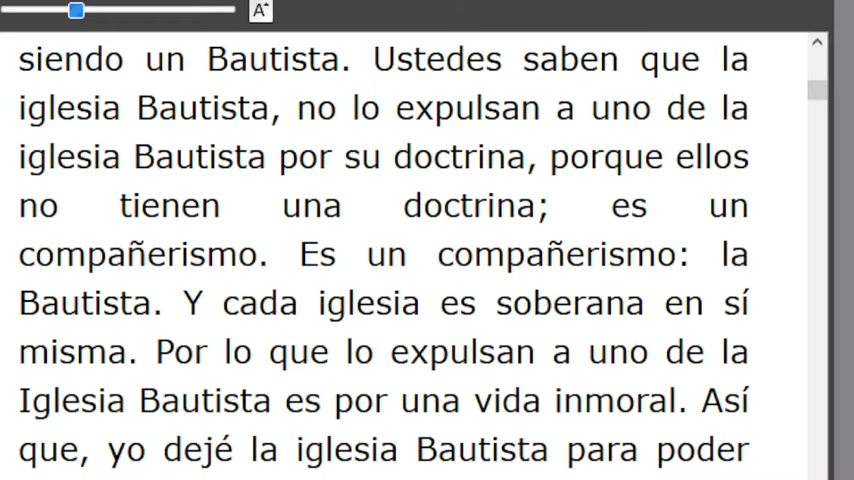 A
siendo un Bautista. Ustedes saben que la
iglesia Bautista, no lo expulsan a uno de la
iglesia Bautista por su doctrina, porque ellos
no tienen una doctrina; es un
compañerismo. Es un compañerismo: la
Bautista. Y cada iglesia es soberana en sí
misma. Por lo que lo expulsan a uno de la
Iglesia Bautista es por una vida inmoral. Así
que, yo dejé la iglesia Bautista para poder